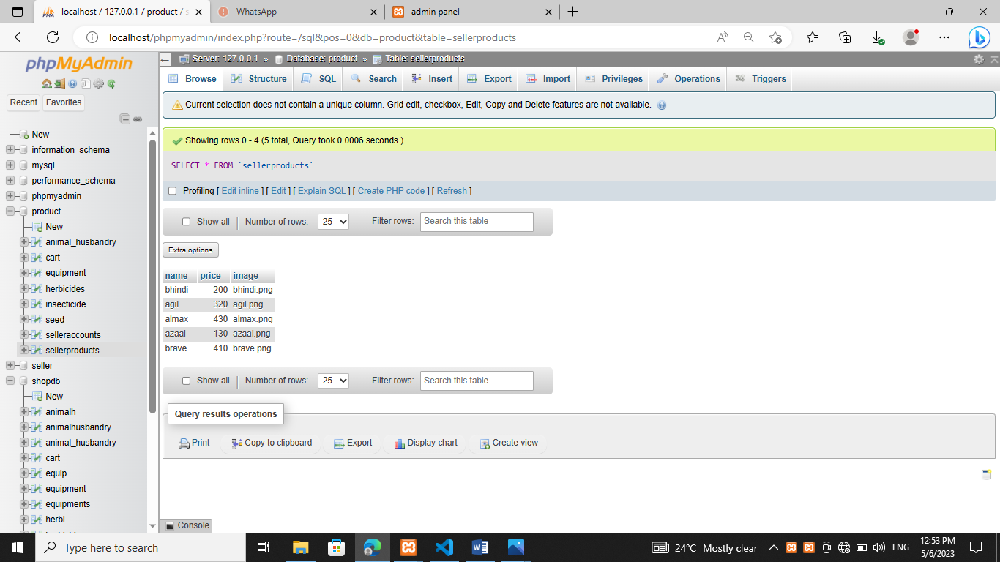 localhost / 127.0.0.1 / product / s
WhatsApp
admin panel
localhost/phpmyadmin/index.php?route=/sql&pos=0&db=product&table=sellerproducts
phpMyAdmin
Recent Favorites
New
information_schema
mysql
performance_schema
phpmyadmin
product
New
animal_husbandry
cart
equipment
herbicides
insecticide
seed
selleraccounts
sellerproducts
seller
shopdb
New
animalh
animalhusbandry
animal_husbandry
cart
equip
equipment
equipments
herbi
Server: 127.0.0.1 » Database: product » Table: sellerproducts
Browse Structure SQL Search Insert Export Import Privileges Operations Triggers
Current selection does not contain a unique column. Grid edit, checkbox, Edit, Copy and Delete features are not available.
Showing rows 0 - 4 (5 total, Query took 0.0006 seconds.)
SELECT * FROM `sellerproducts`
Profiling [ Edit inline ] [ Edit ] [ Explain SQL ] [ Create PHP code ] [ Refresh ]
Show all | Number of rows: 25 Filter rows: Search this table
Extra options
name price image
bhindi 200 bhindi.png
agil 320 agil.png
almax 430 almax.png
azaal 130 azaal.png
brave 410 brave.png
Show all | Number of rows: 25 Filter rows: Search this table
Query results operations
Print Copy to clipboard Export Display chart Create view
Console
Type here to search
24°C Mostly clear
ENG
12:53 PM
5/6/2023